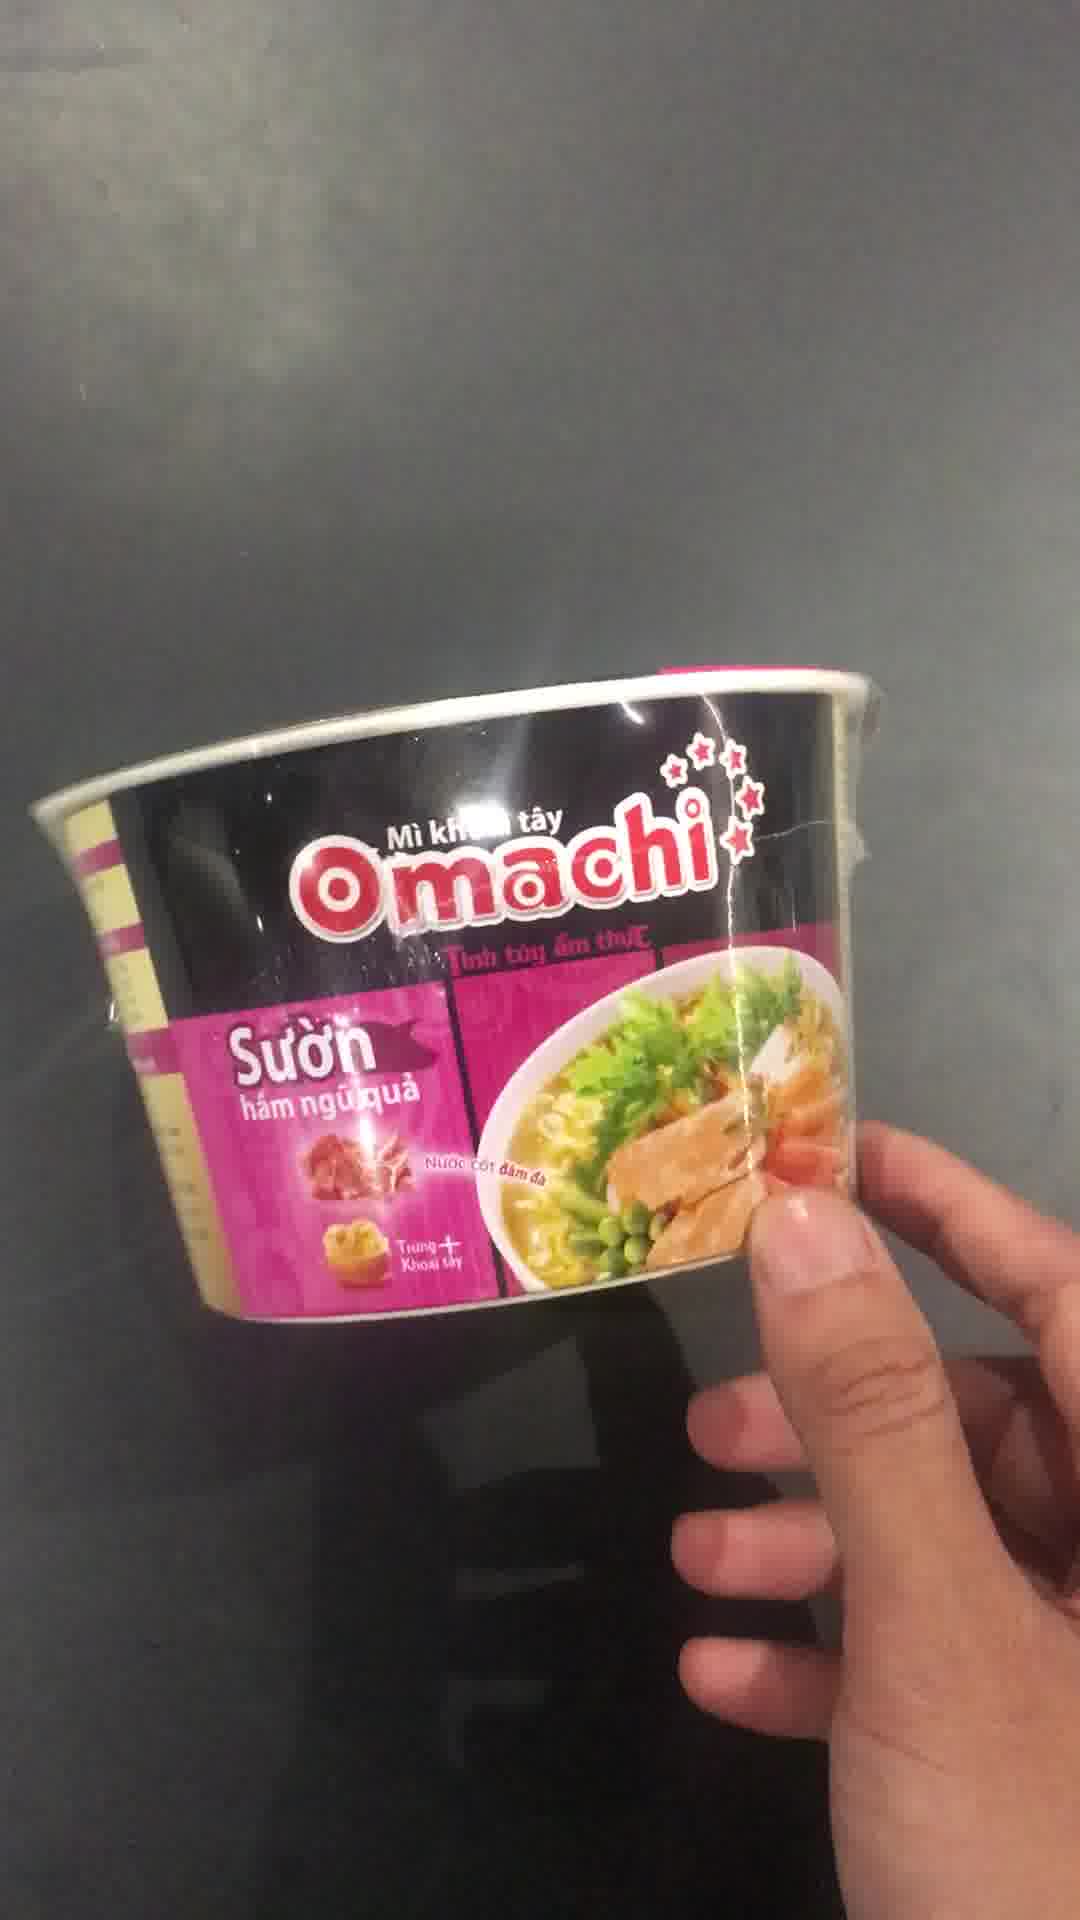 Mì khoai tây
Omachi
Tinh túy ẩm thực
Sườn
hầm ngũ quả
Nước cốt đậm đà
Trứng +
Khoai tây